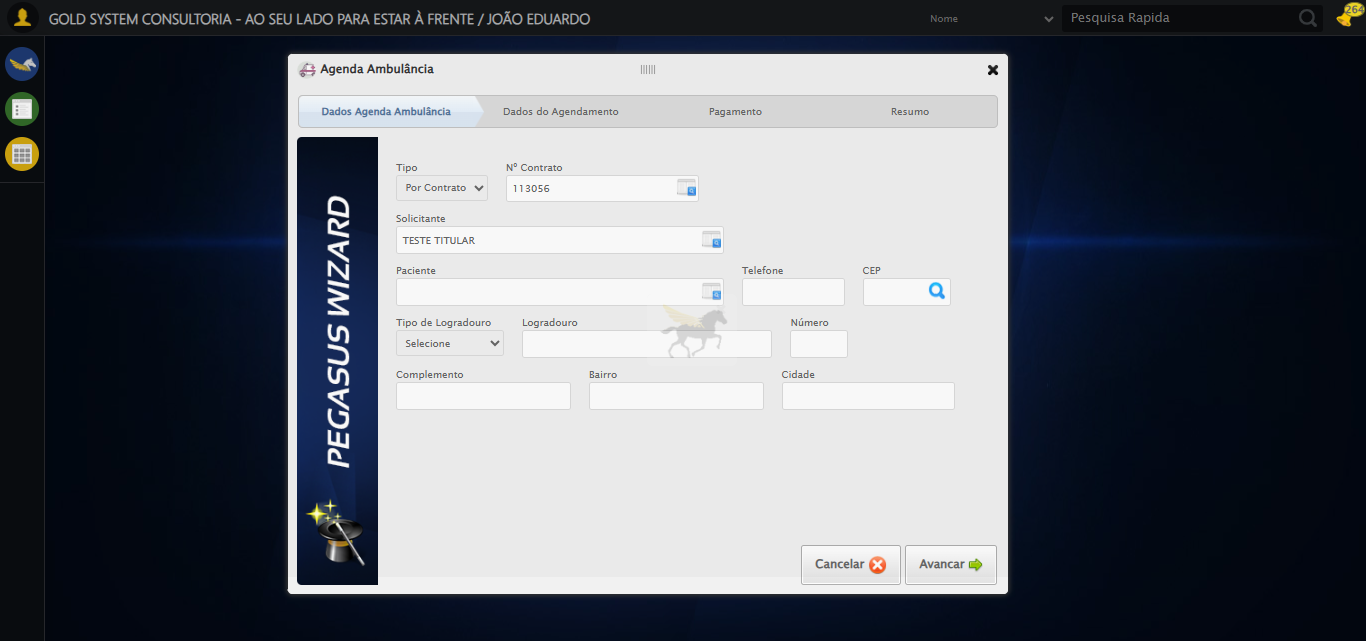 GOLD SYSTEM CONSULTORIA - AO SEU LADO PARA ESTAR À FRENTE / JOÃO EDUARDO
Nome
Pesquisa Rapida
264
Agenda Ambulância
Dados Agenda Ambulância
Dados do Agendamento
Pagamento
Resumo
PEGASUS WIZARD
Tipo
Nº Contrato
Por Contrato
113056
Solicitante
TESTE TITULAR
Paciente
Telefone
CEP
Tipo de Logradouro
Logradouro
Número
Selecione
Complemento
Bairro
Cidade
Cancelar
Avancar